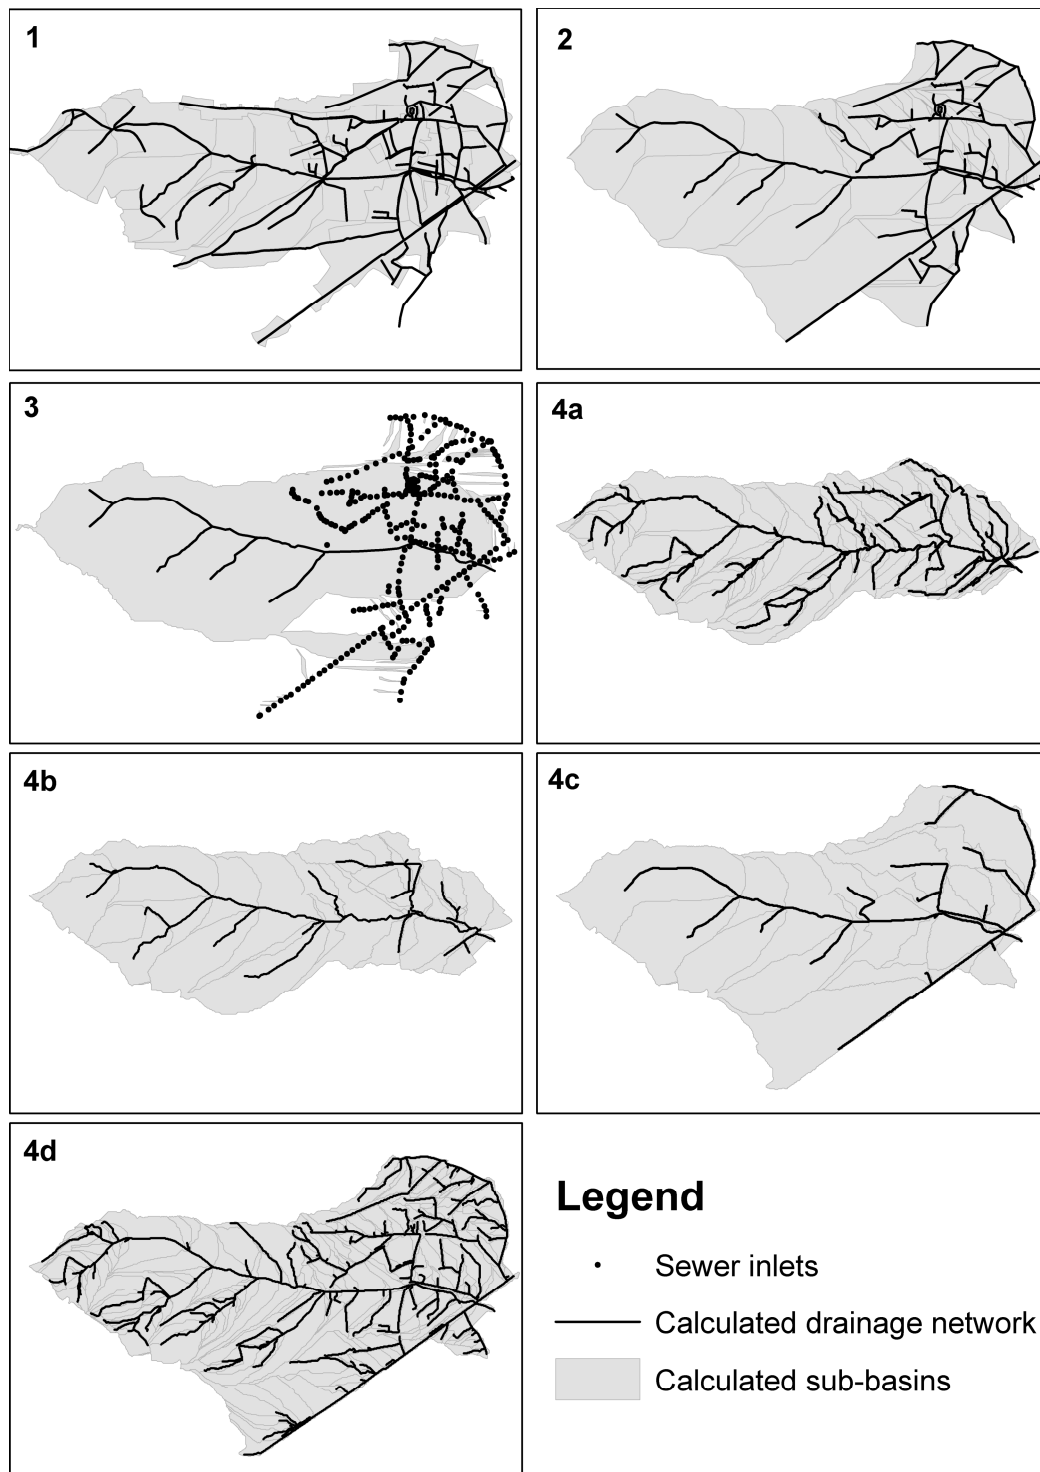 1
2
3
4a
4b
4c
4d
Legend
Sewer inlets
Calculated drainage network
Calculated sub-basins